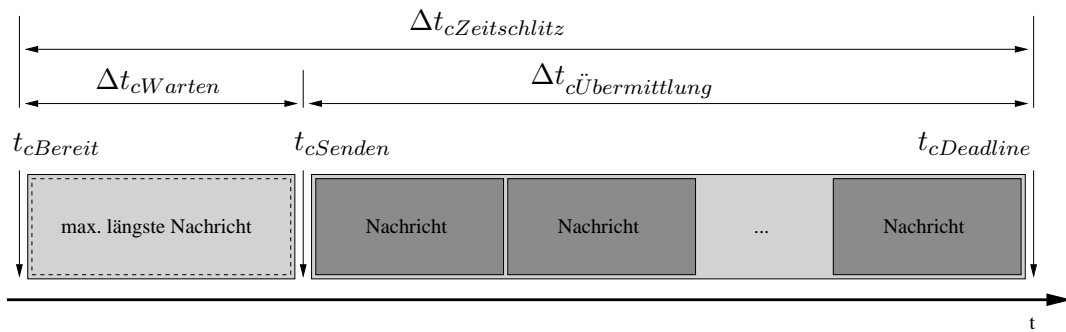 Δt_cZeitschlitz
Δt_cWarten Δt_cÜbermittlung
t_cBereit t_cSenden t_cDeadline
max. längste Nachricht Nachricht Nachricht ... Nachricht
t